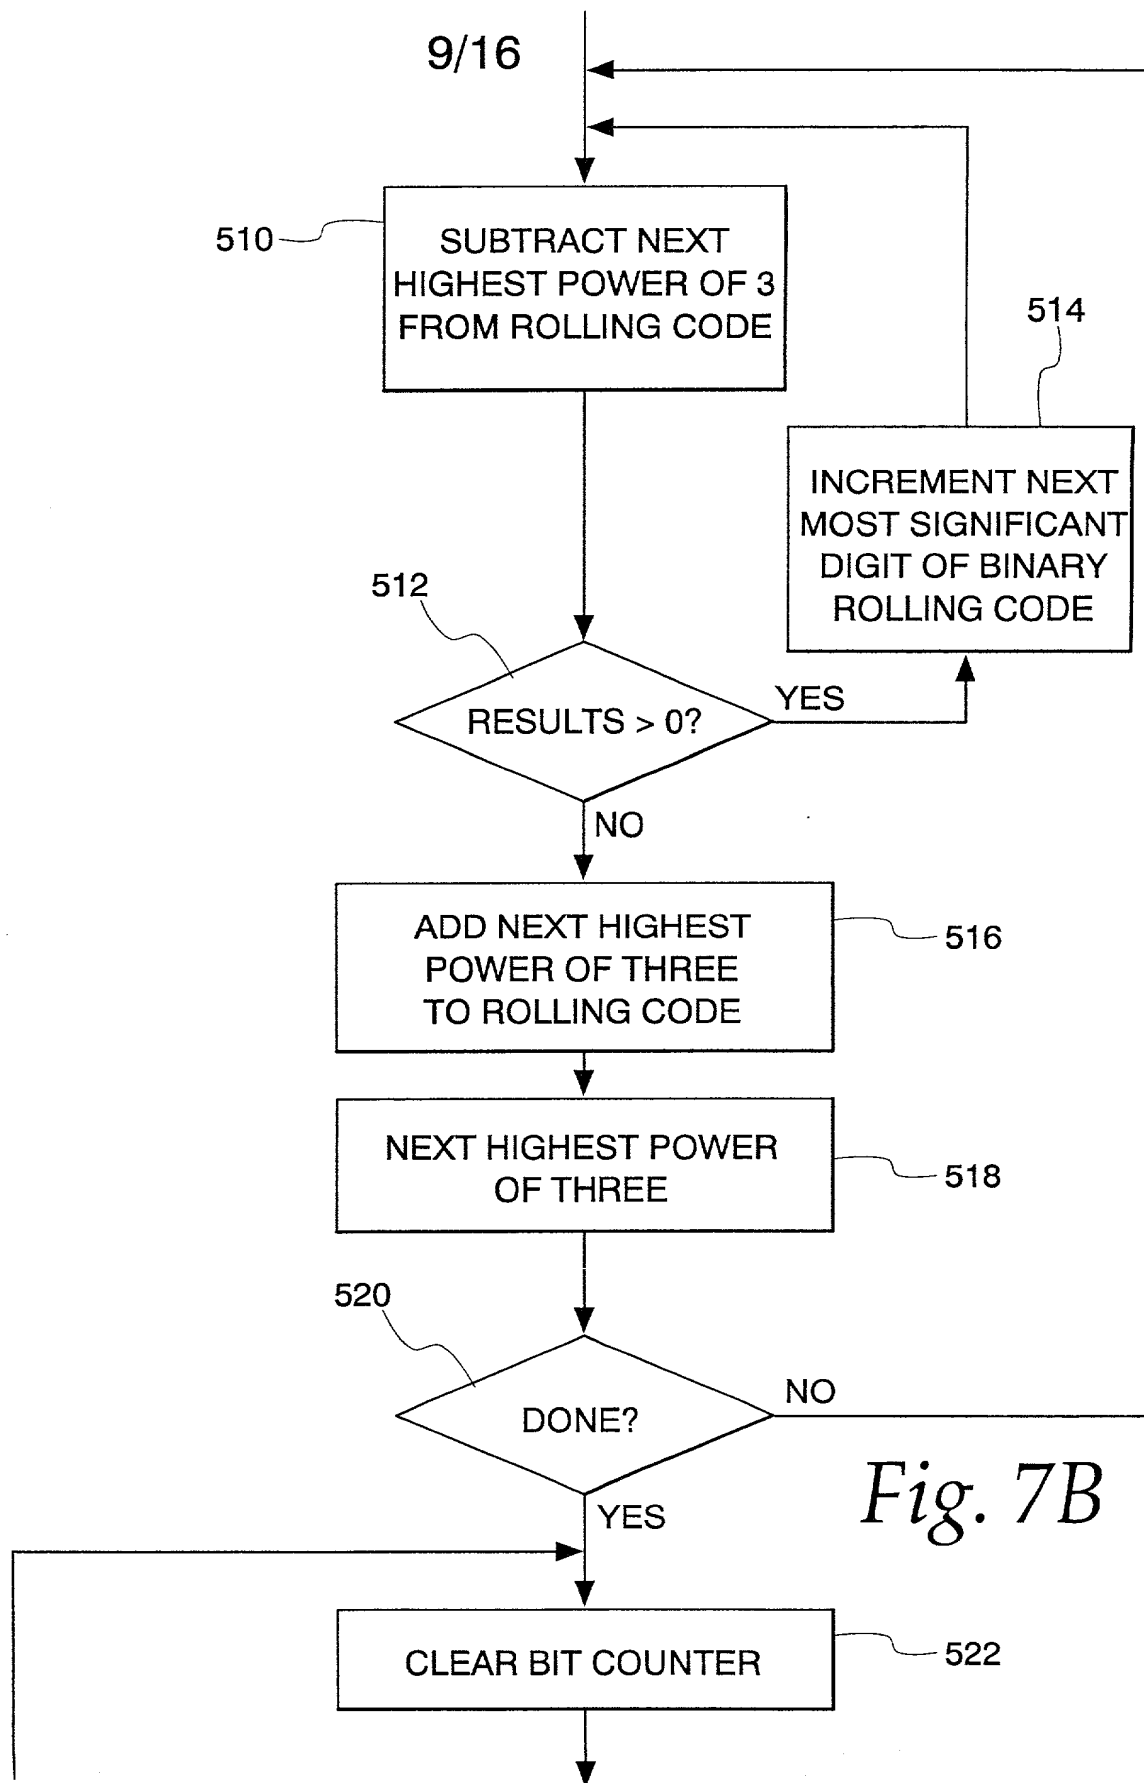 9/16
510
SUBTRACT NEXT
HIGHEST POWER OF 3
FROM ROLLING CODE
514
INCREMENT NEXT
MOST SIGNIFICANT
DIGIT OF BINARY
ROLLING CODE
512
RESULTS > 0?
YES
NO
ADD NEXT HIGHEST
POWER OF THREE
TO ROLLING CODE
516
NEXT HIGHEST POWER
OF THREE
518
520
DONE?
NO
YES
Fig. 7B
CLEAR BIT COUNTER
522